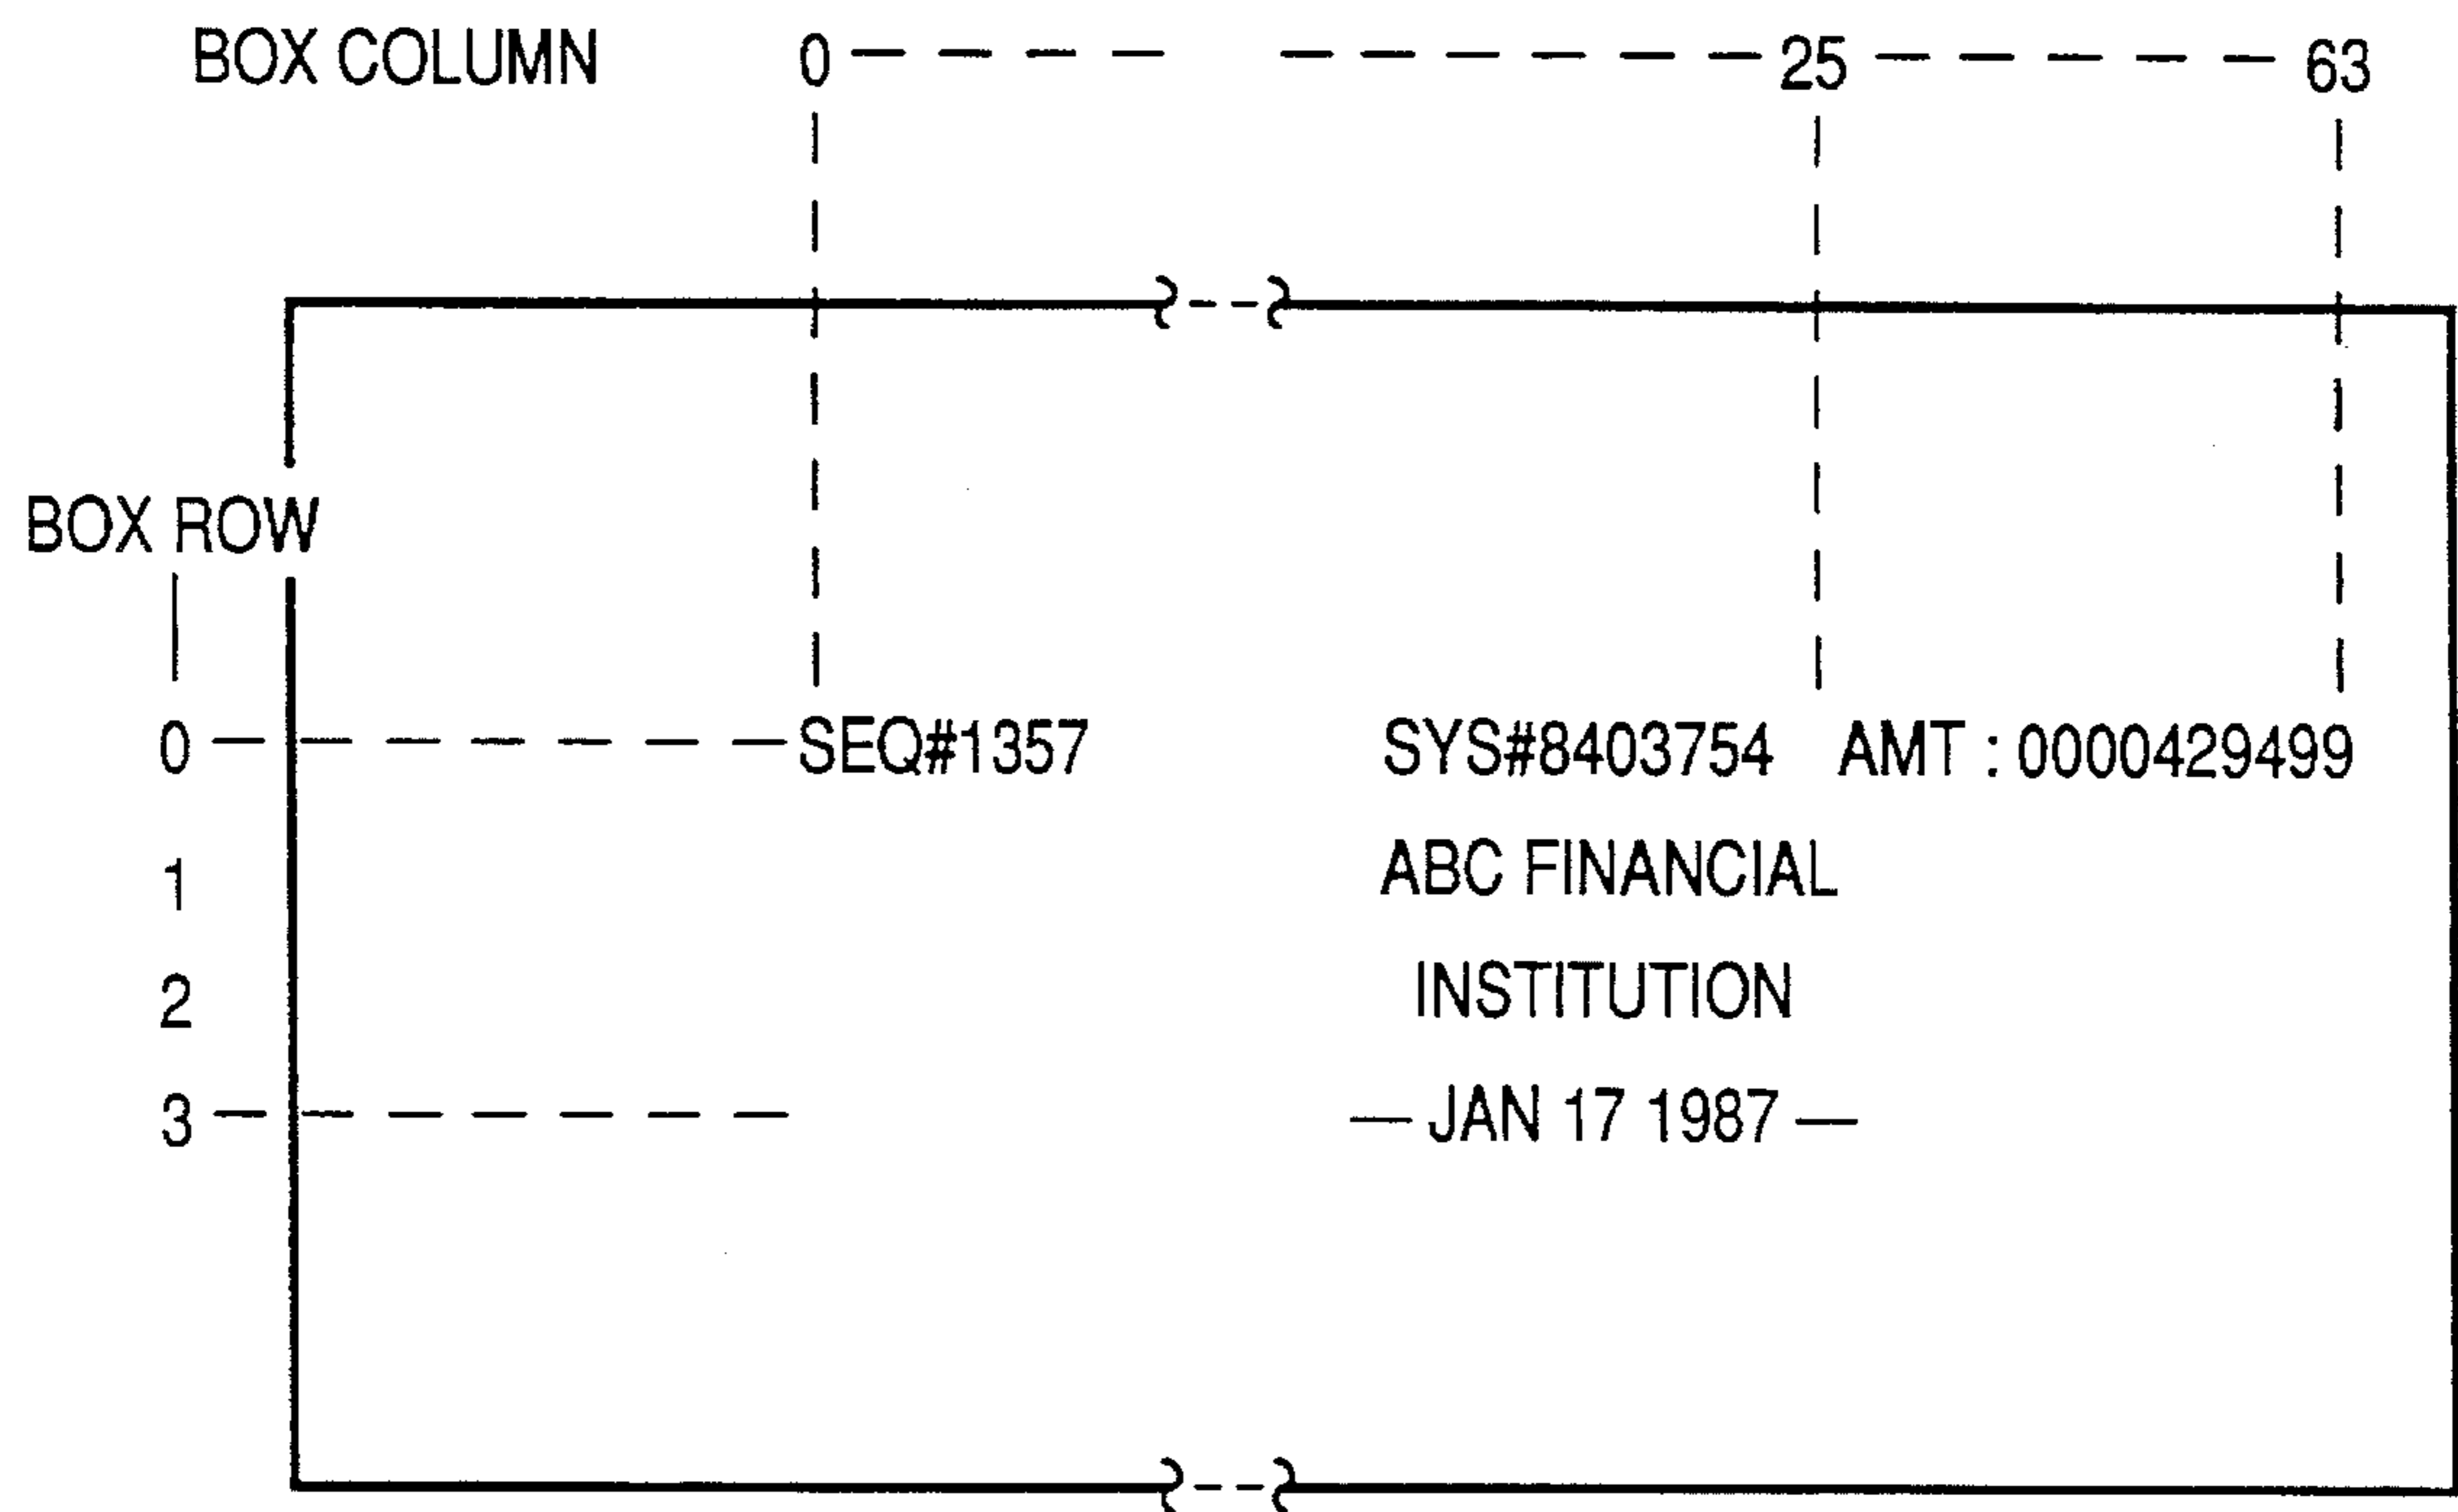 BOX COLUMN 0 25 63
BOX ROW
0 SEQ#1357 SYS#8403754 AMT : 0000429499
1 ABC FINANCIAL
2 INSTITUTION
3 — JAN 17 1987 —